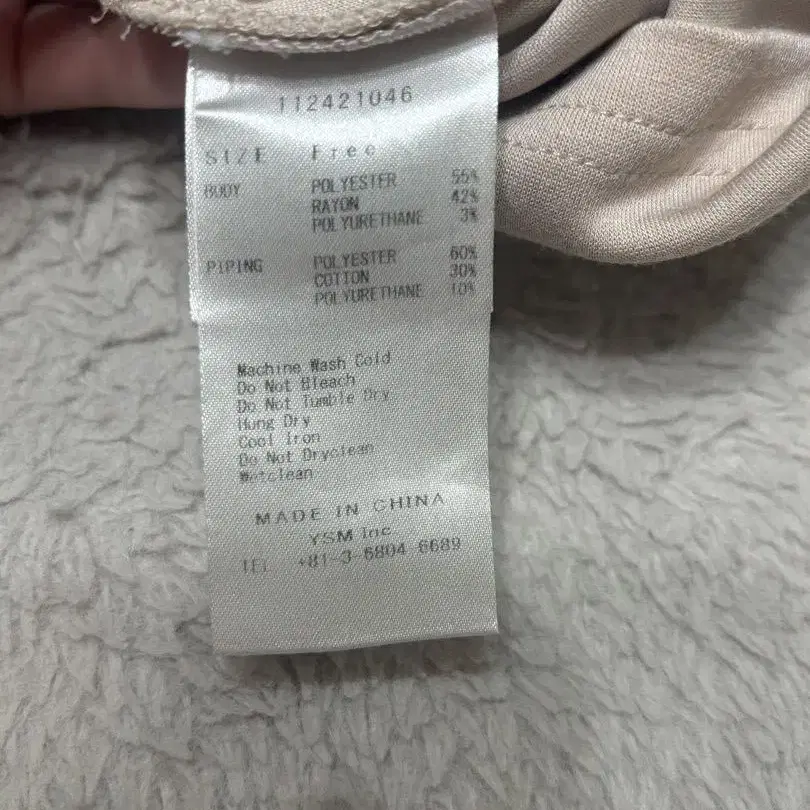 112421046
SIZE Free
BODY POLYESTER 55%
RAYON 42%
POLYURETHANE 3%
PIPING POLYESTER 60%
COTTON 30%
POLYURETHANE 10%
Machine Wash Cold
Do Not Bleach
Do Not Tumble Dry
Hung Dry
Cool Iron
Do Not Dryclean
Wetclean
MADE IN CHINA
YSM Inc
TEL +81-3-6804-6689